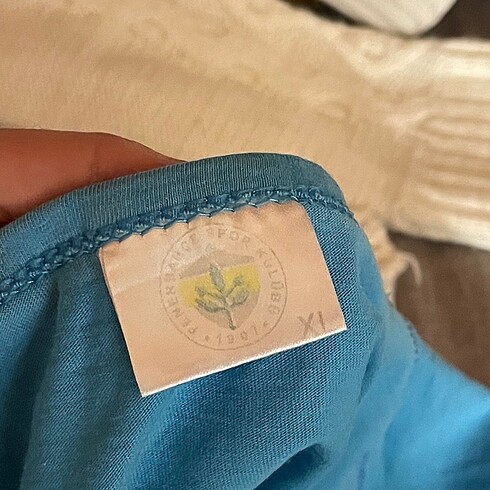 FENERBAHÇE SPOR KULÜBÜ
* 1907 *
XL